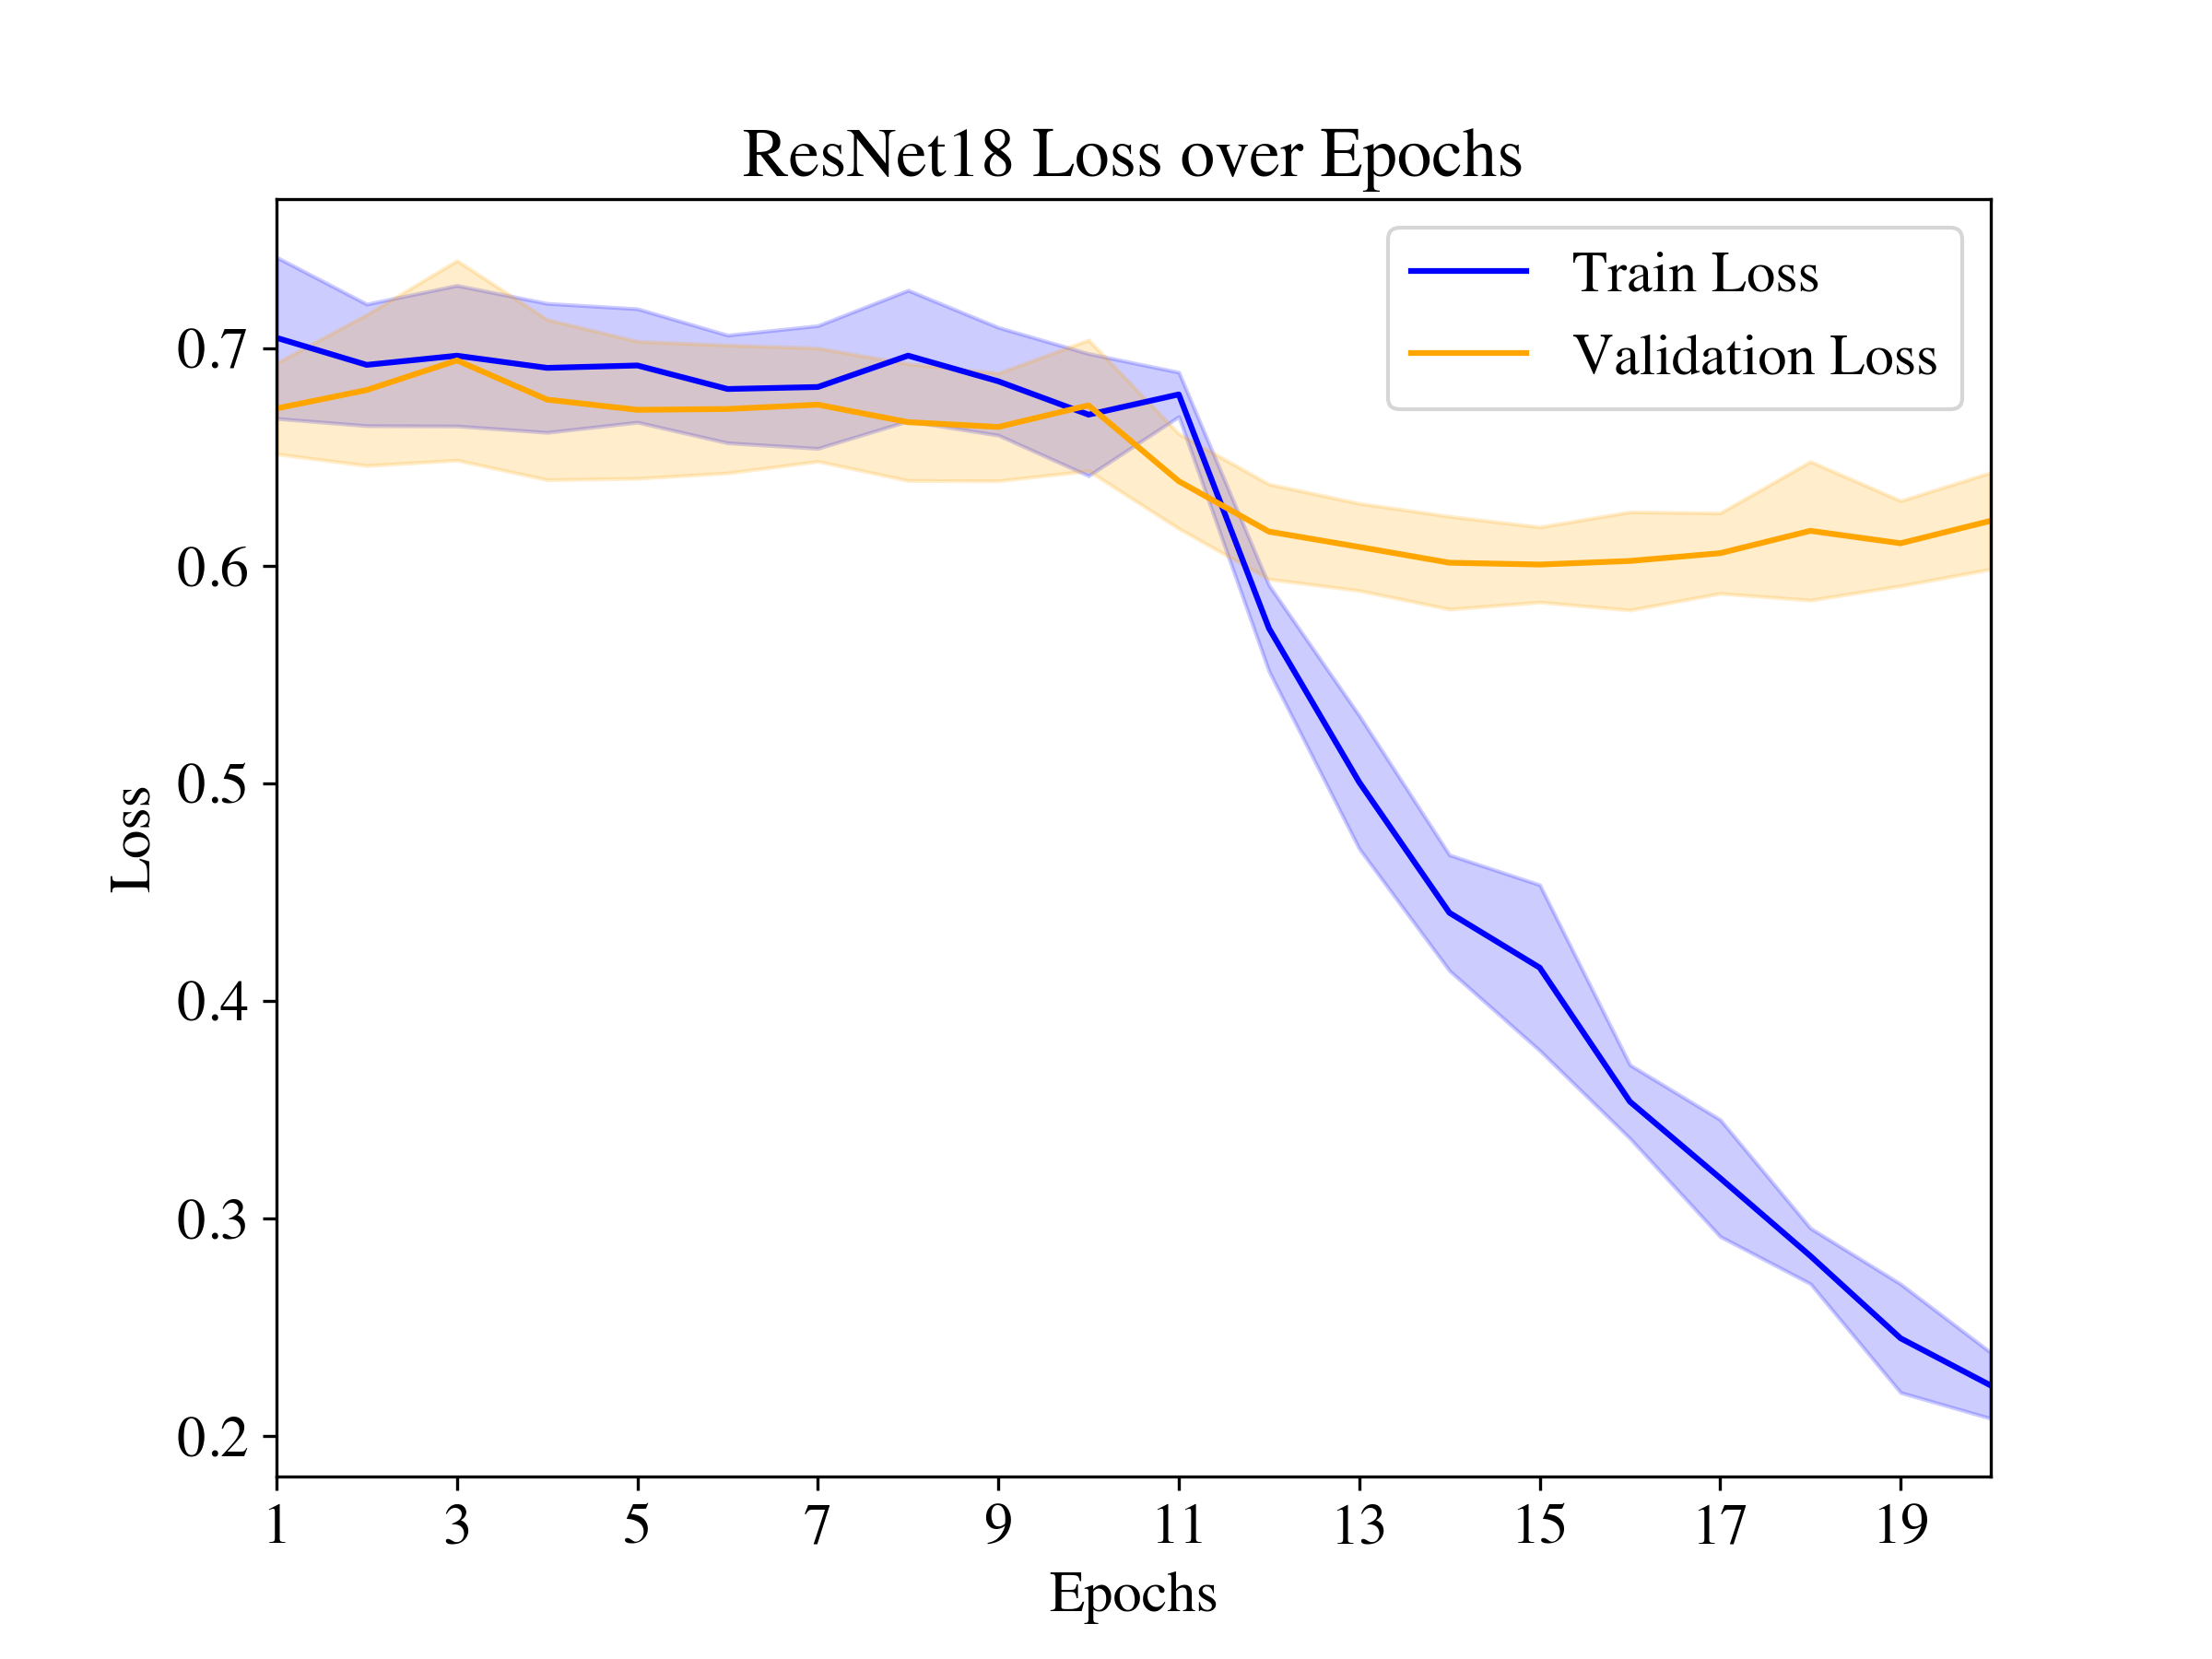 ResNet18 Loss over Epochs
Train Loss
Validation Loss
Loss
0.7
0.6
0.5
0.4
0.3
0.2
1 3 5 7 9 11 13 15 17 19
Epochs